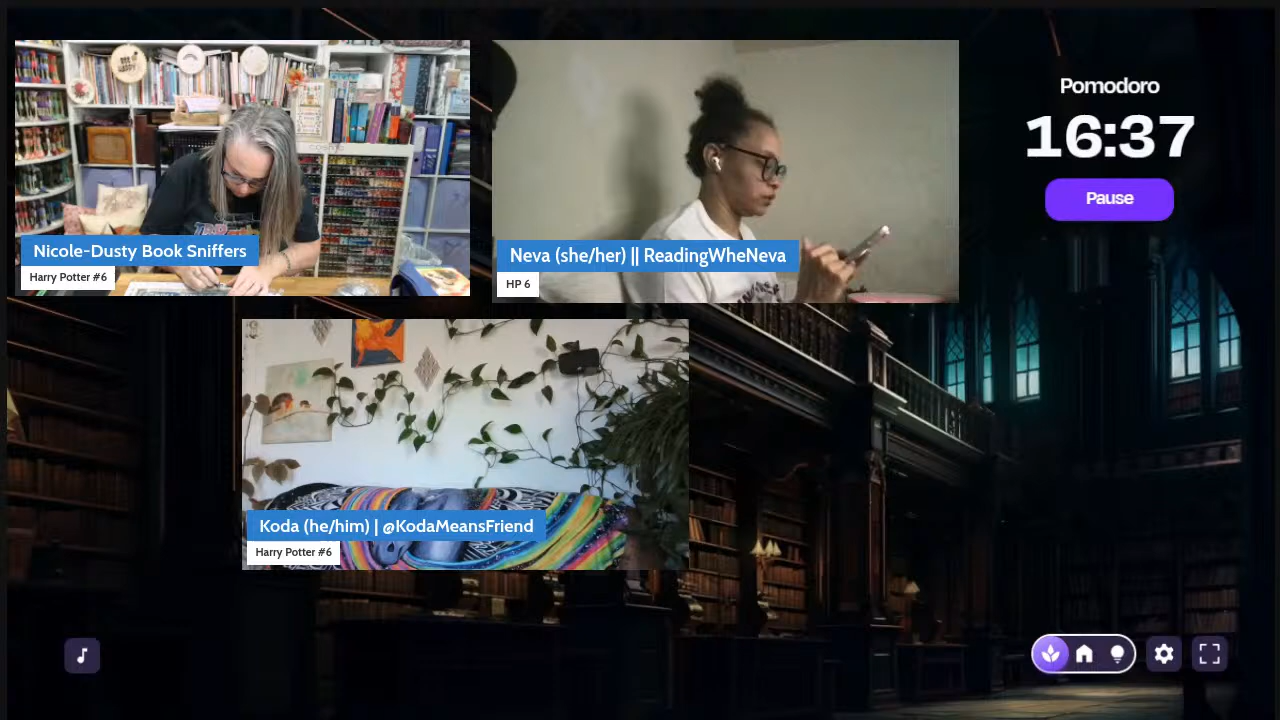 Nicole-Dusty Book Sniffers
Harry Potter #6
Neva (she/her) || ReadingWheNeva
HP 6
Pomodoro
16:37
Pause
Koda (he/him) | @KodaMeansFriend
Harry Potter #6